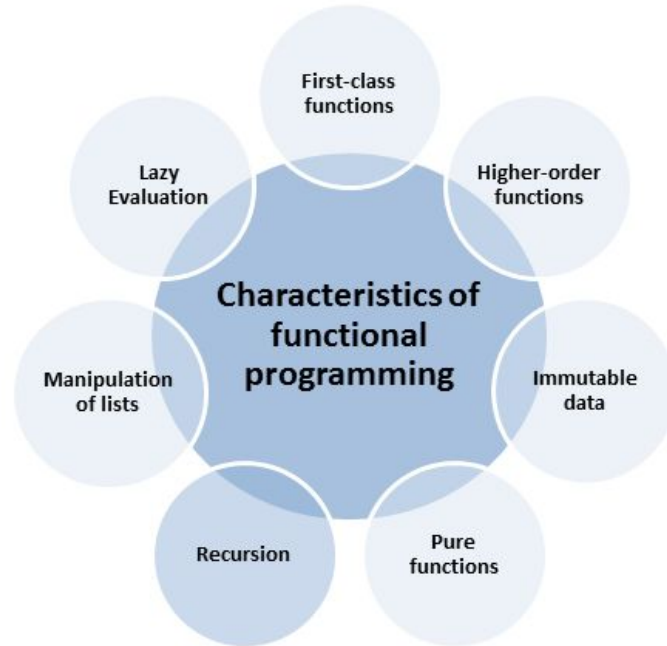 First-class
functions
Higher-order
functions
Immutable
data
Pure
functions
Recursion
Manipulation
of lists
Lazy
Evaluation
Characteristics of
functional
programming